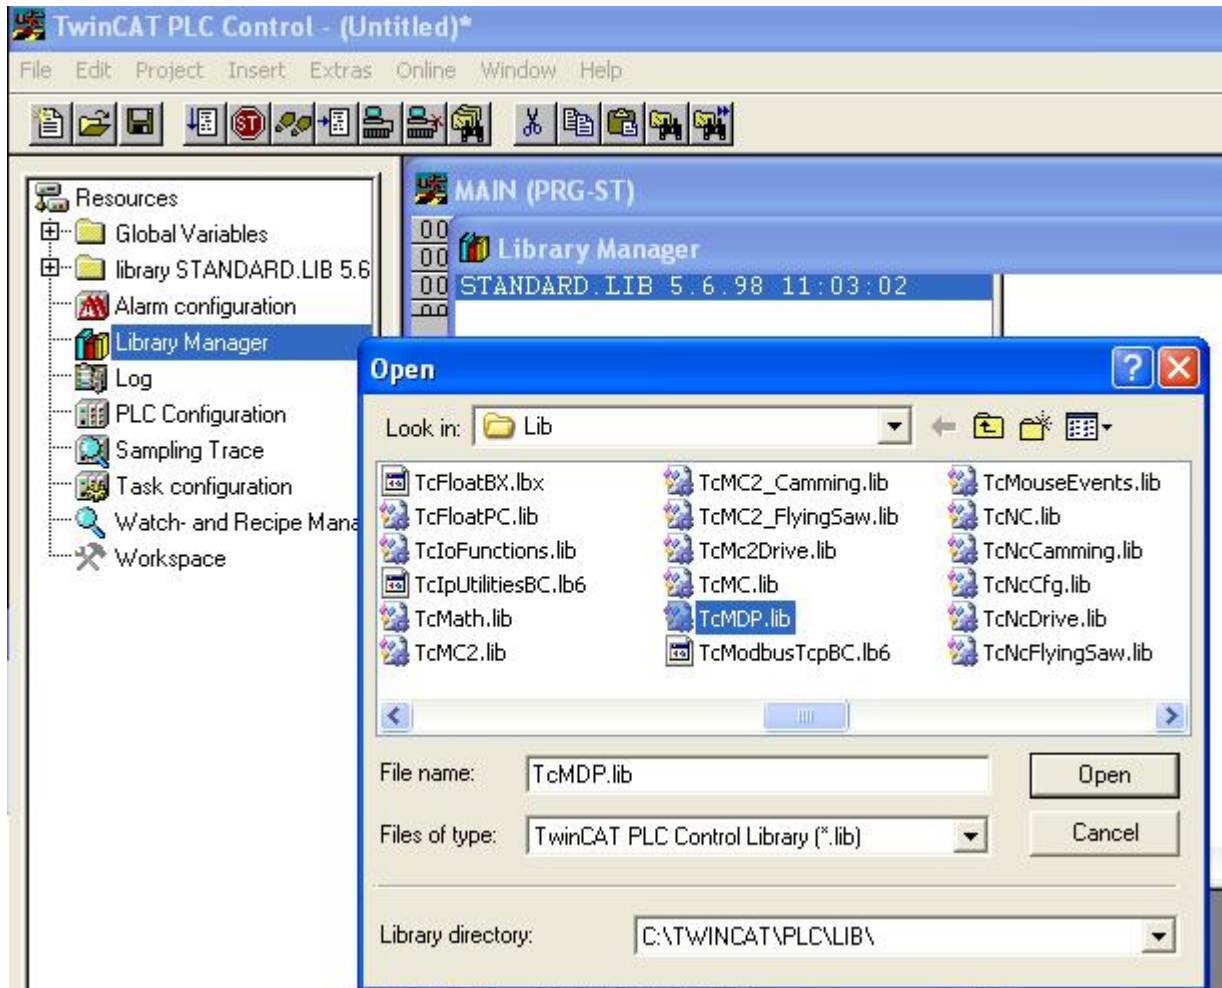 TwinCAT PLC Control - (Untitled)*
File Edit Project Insert Extras Online Window Help
ST
Resources
Global Variables
library STANDARD.LIB 5.6
Alarm configuration
Library Manager
Log
PLC Configuration
Sampling Trace
Task configuration
Watch- and Recipe Mana
Workspace
MAIN (PRG-ST)
00
00
00
Library Manager
STANDARD.LIB 5.6.98 11:03:02
Open
Look in: Lib
TcFloatBX.lbx
TcFloatPC.lib
TcIoFunctions.lib
TcIpUtilitiesBC.lb6
TcMath.lib
TcMC2.lib
TcMC2_Camming.lib
TcMC2_FlyingSaw.lib
TcMc2Drive.lib
TcMC.lib
TcMDP.lib
TcModbusTcpBC.lb6
TcMouseEvents.lib
TcNC.lib
TcNcCamming.lib
TcNcCfg.lib
TcNcDrive.lib
TcNcFlyingSaw.lib
File name: TcMDP.lib Open
Files of type: TwinCAT PLC Control Library (*.lib) Cancel
Library directory: C:\TWINCAT\PLC\LIB\